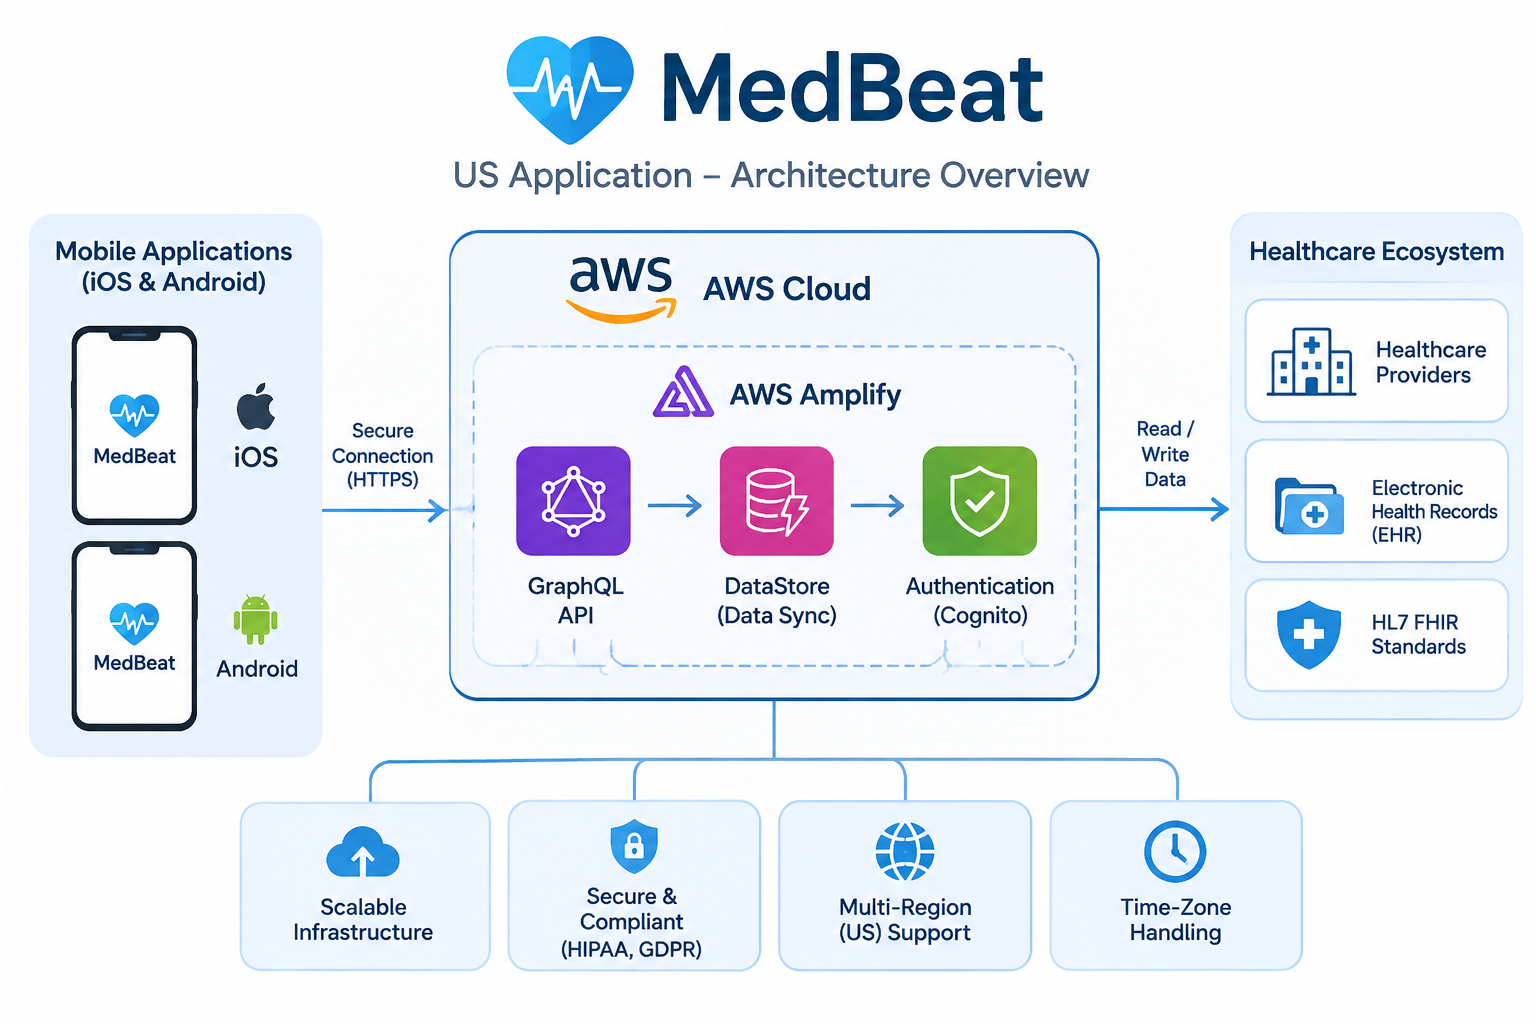 MedBeat
US Application – Architecture Overview
Mobile Applications
(iOS & Android)
MedBeat
iOS
MedBeat
Android
Secure
Connection
(HTTPS)
aws
AWS Cloud
AWS Amplify
GraphQL
API
DataStore
(Data Sync)
Authentication
(Cognito)
Read /
Write
Data
Healthcare Ecosystem
Healthcare
Providers
Electronic
Health Records
(EHR)
HL7 FHIR
Standards
Scalable
Infrastructure
Secure &
Compliant
(HIPAA, GDPR)
Multi-Region
(US) Support
Time-Zone
Handling